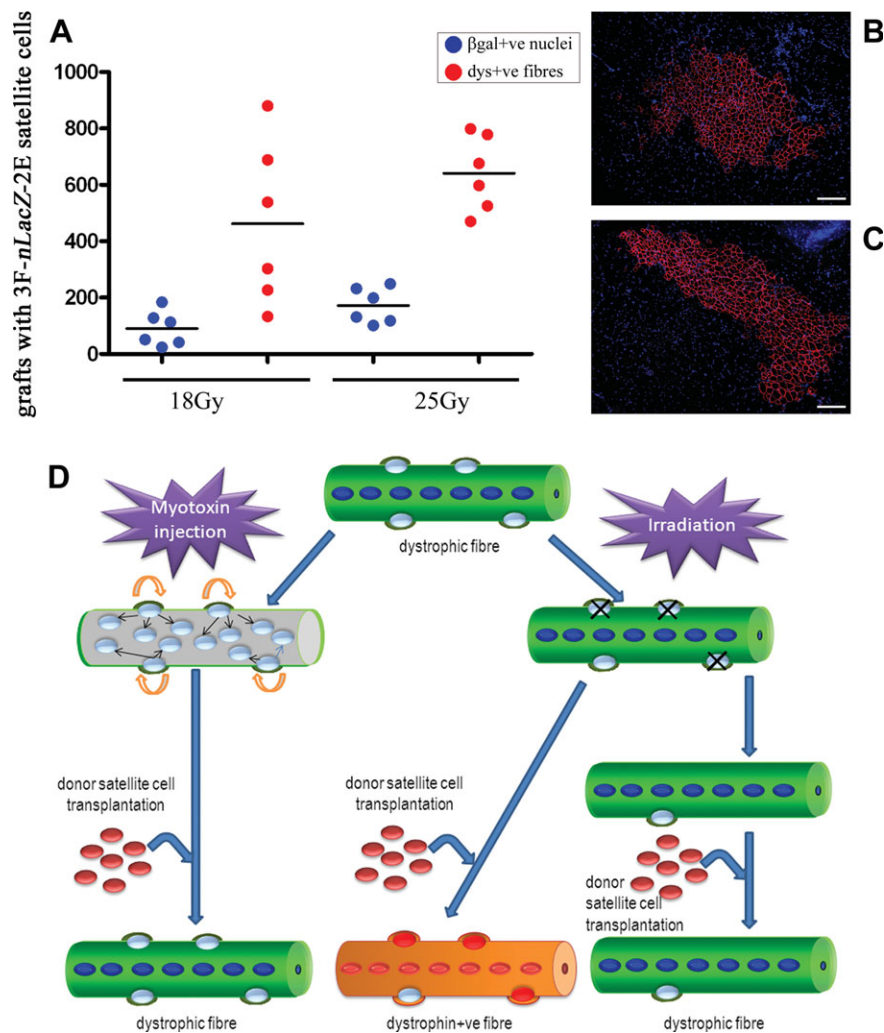 A
grafts with 3F-nLacZ-2E satellite cells
βgal+ve nuclei
dys+ve fibres
1000
800
600
400
200
0
18Gy
25Gy
B
C
D
Myotoxin
injection
dystrophic fibre
Irradiation
donor satellite cell
transplantation
donor satellite cell
transplantation
donor
satellite cell
transplantation
dystrophic fibre
dystrophin+ve fibre
dystrophic fibre